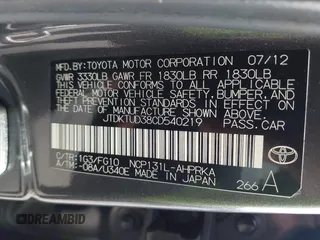 MFD BY: TOYOTA MOTOR CORPORATION 07/12
GVWR 3330LB GAWR FR 1830LB RR 1830LB
THIS VEHICLE CONFORMS TO ALL APPLICABLE
FEDERAL MOTOR VEHICLE SAFETY, BUMPER, AND
THEFT PREVENTION STANDARDS IN EFFECT ON THE
DATE OF MANUFACTURE SHOWN ABOVE.
JTDKTUD38CD540219 PASS.CAR
C/TR: 1G3/FG10 NCP131L-AHPRKA
A/TM: -08A/U340E MADE IN JAPAN
266 A
TOYOTA
DREAMBID